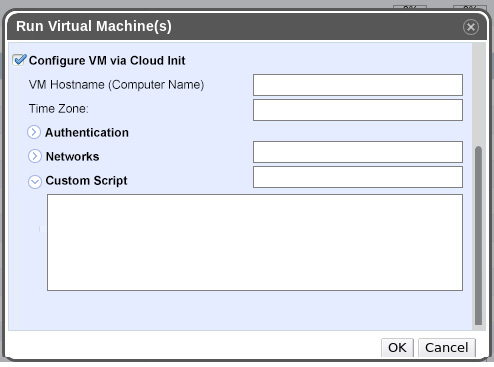 Run Virtual Machine(s)
Configure VM via Cloud Init
VM Hostname (Computer Name)
Time Zone:
Authentication
Networks
Custom Script
OK Cancel